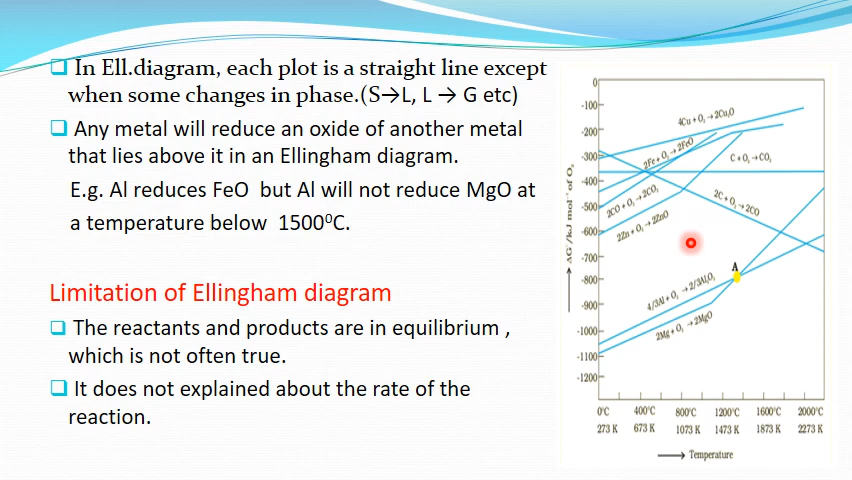 ❑ In Ell.diagram, each plot is a straight line except
when some changes in phase.(S→L, L → G etc)
❑ Any metal will reduce an oxide of another metal
that lies above it in an Ellingham diagram.
E.g. Al reduces FeO but Al will not reduce MgO at
a temperature below 1500⁰C.
Limitation of Ellingham diagram
❑ The reactants and products are in equilibrium ,
which is not often true.
❑ It does not explained about the rate of the
reaction.
0
-100
-200
-300
-400
-500
-600
-700
-800
-900
-1000
-1100
-1200
⟶ ΔG°/kJ mol⁻¹ of O₂
4Cu + O₂ → 2Cu₂O
2Fe + O₂ → 2FeO
C + O₂ → CO₂
2CO + O₂ → 2CO₂
2C + O₂ → 2CO
2Zn + O₂ → 2ZnO
A
4/3Al + O₂ → 2/3Al₂O₃
2Mg + O₂ → 2MgO
0°C 400°C 800°C 1200°C 1600°C 2000°C
273 K 673 K 1073 K 1473 K 1873 K 2273 K
⟶ Temperature